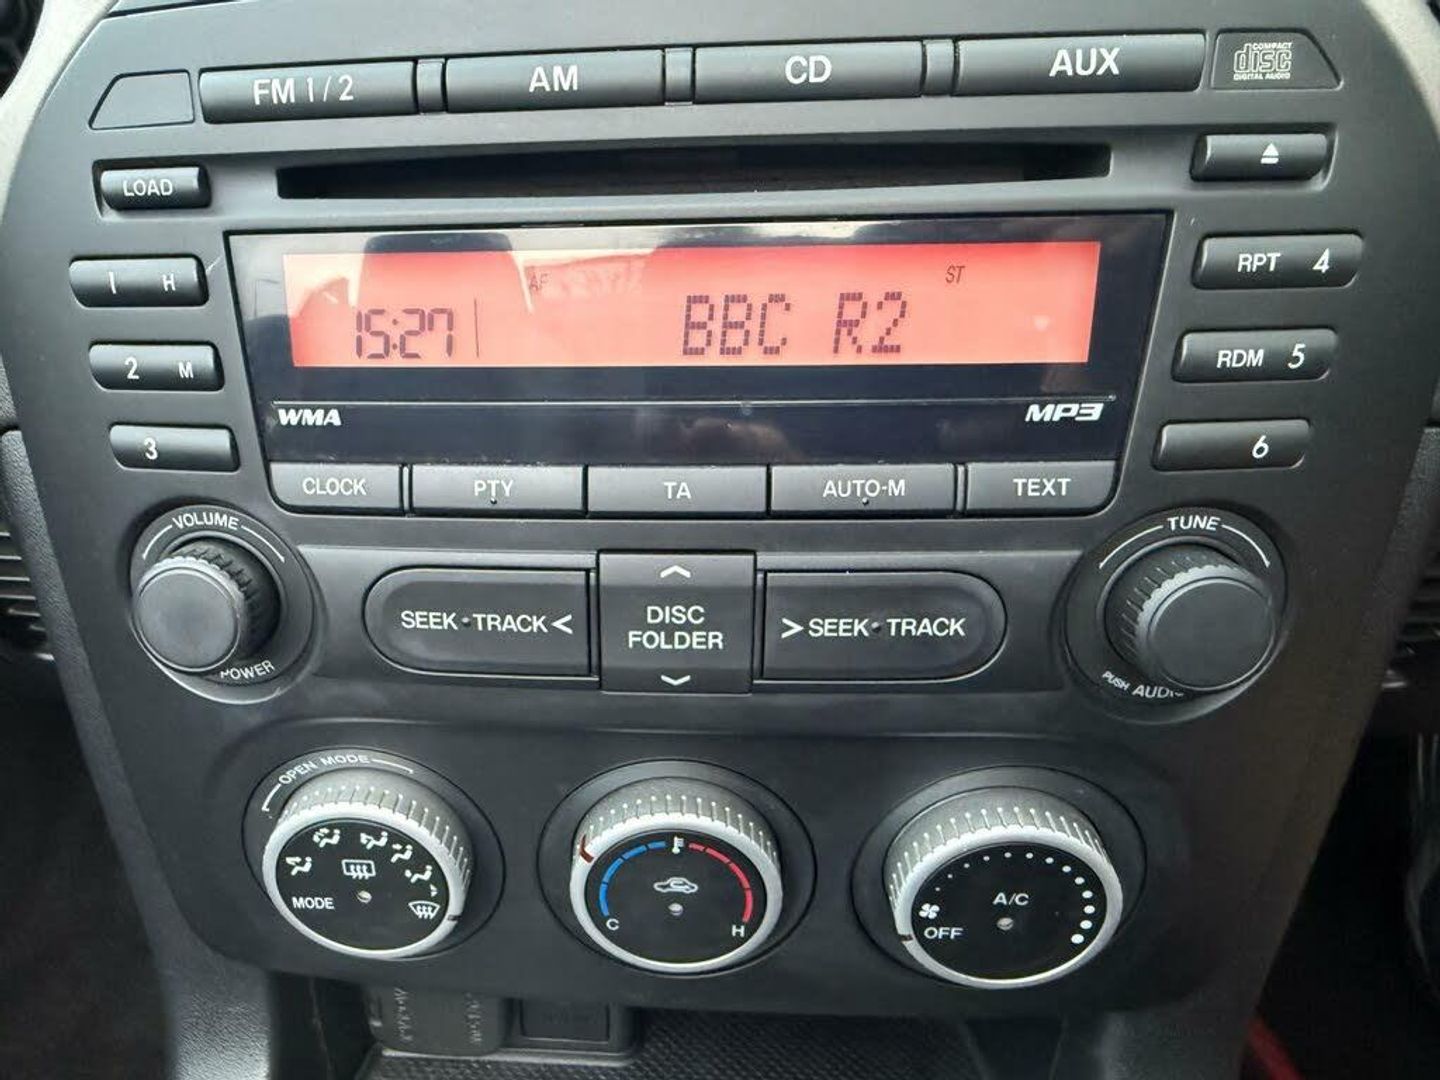 FM 1/2 AM CD AUX COMPACT disc DIGITAL AUDIO
LOAD
1 H
AF ST
RPT 4
15:27 BBC R2
2 M
RDM 5
WMA MP3
3
6
CLOCK PTY TA AUTO-M TEXT
VOLUME
TUNE
SEEK·TRACK<
DISC
FOLDER
>SEEK·TRACK
POWER
PUSH AUDIO
OPEN MODE
MODE
C H
A/C
OFF